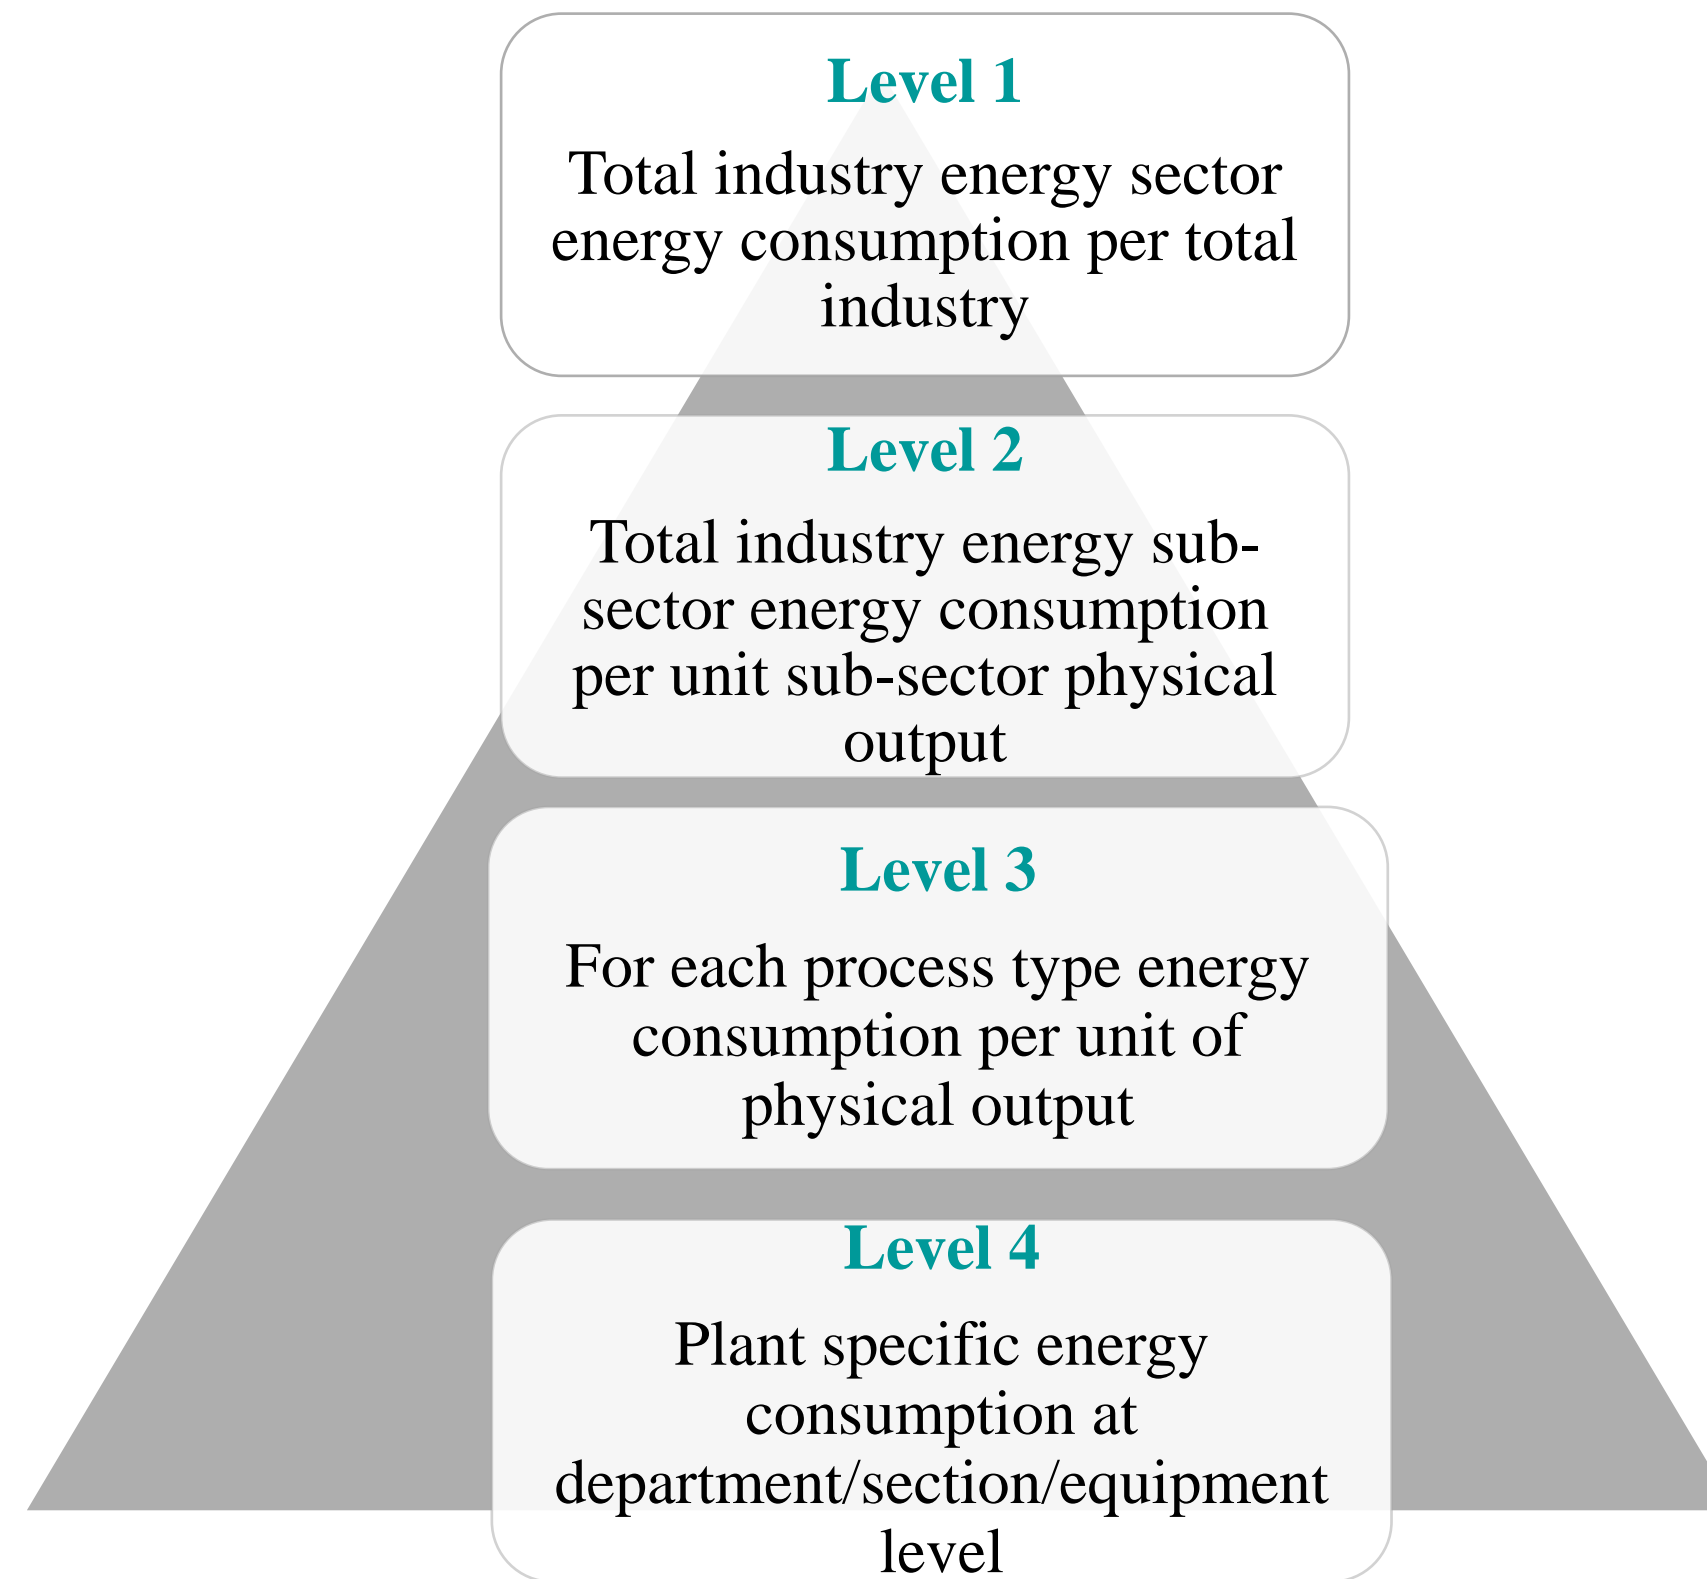 Level 1
Total industry energy sector
energy consumption per total
industry
Level 2
Total industry energy sub-
sector energy consumption
per unit sub-sector physical
output
Level 3
For each process type energy
consumption per unit of
physical output
Level 4
Plant specific energy
consumption at
department/section/equipment
level